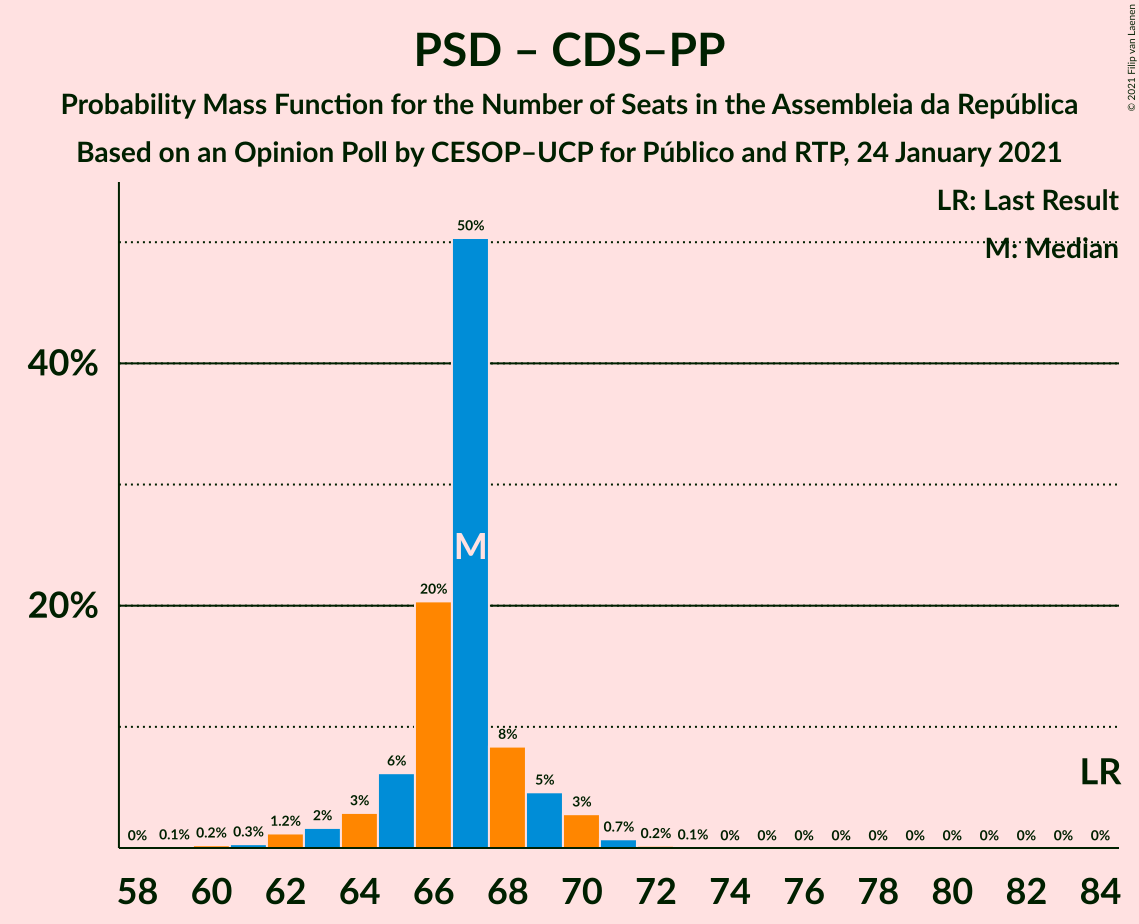 PSD – CDS–PP
Probability Mass Function for the Number of Seats in the Assembleia da República
Based on an Opinion Poll by CESOP–UCP for Público and RTP, 24 January 2021
© 2021 Filip van Laenen
LR: Last Result
M: Median
40%
20%
0% 0.1% 0.2% 0.3% 1.2% 2% 3% 6% 20% 50% 8% 5% 3% 0.7% 0.2% 0.1% 0% 0% 0% 0% 0% 0% 0% 0% 0% 0% 0%
M
LR
58 60 62 64 66 68 70 72 74 76 78 80 82 84